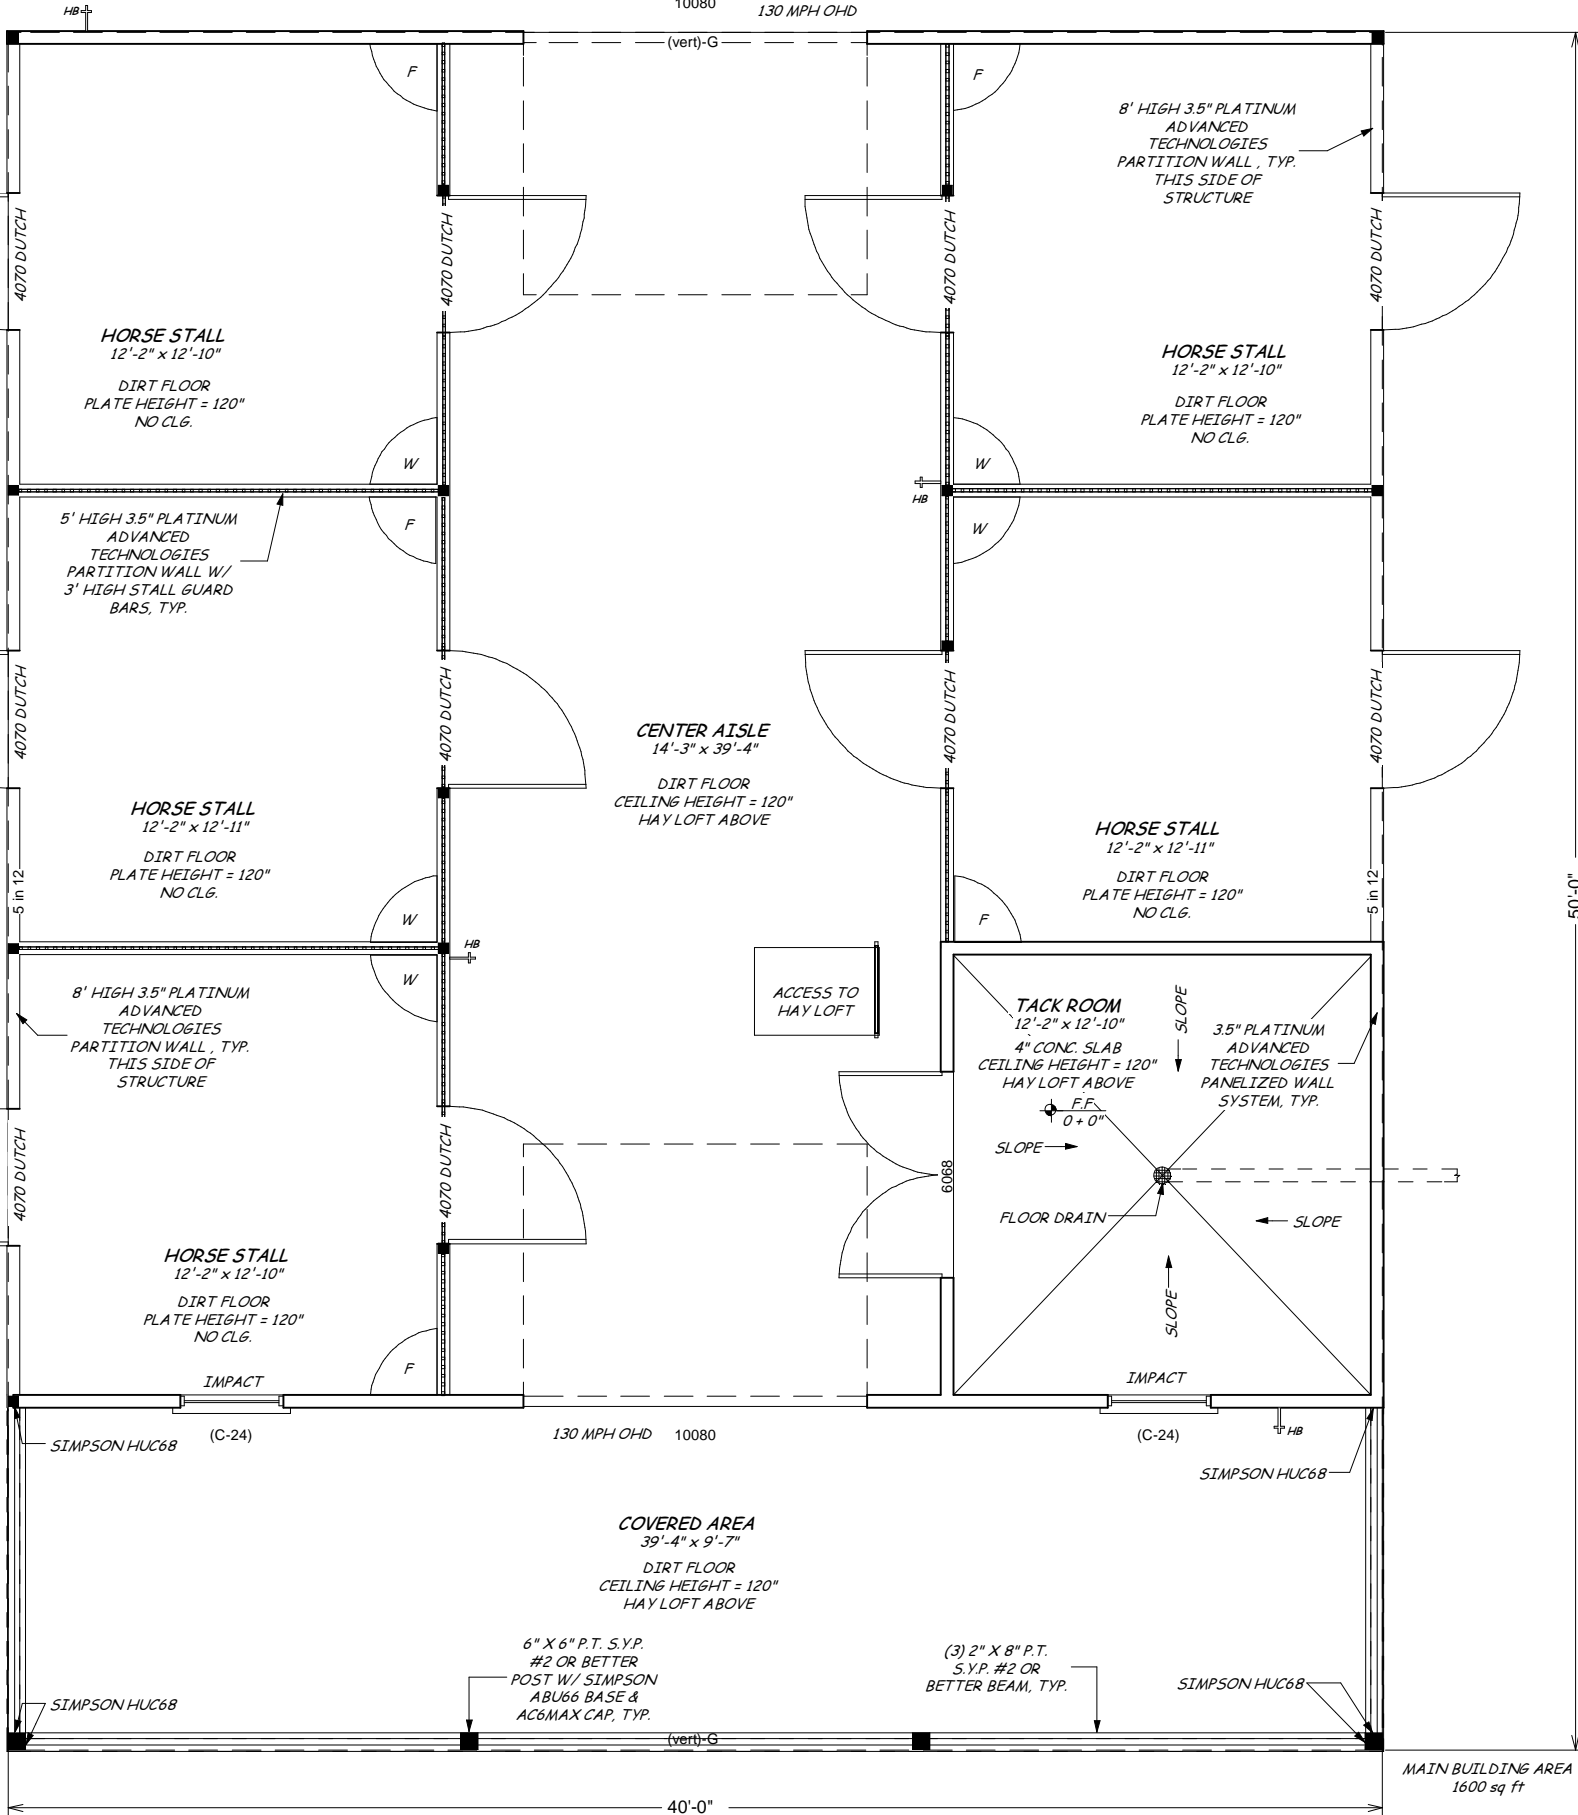 HB
10080
130 MPH OHD
(vert)-G
F
F
8' HIGH 3.5" PLATINUM
ADVANCED
TECHNOLOGIES
PARTITION WALL , TYP.
THIS SIDE OF
STRUCTURE
4070 DUTCH
4070 DUTCH
4070 DUTCH
4070 DUTCH
HORSE STALL
12'-2" x 12'-10"
DIRT FLOOR
PLATE HEIGHT = 120"
NO CLG.
HORSE STALL
12'-2" x 12'-10"
DIRT FLOOR
PLATE HEIGHT = 120"
NO CLG.
W
W
HB
5' HIGH 3.5" PLATINUM
ADVANCED
TECHNOLOGIES
PARTITION WALL W/
3' HIGH STALL GUARD
BARS, TYP.
F
W
4070 DUTCH
4070 DUTCH
4070 DUTCH
4070 DUTCH
CENTER AISLE
14'-3" x 39'-4"
DIRT FLOOR
CEILING HEIGHT = 120"
HAY LOFT ABOVE
HORSE STALL
12'-2" x 12'-11"
DIRT FLOOR
PLATE HEIGHT = 120"
NO CLG.
HORSE STALL
12'-2" x 12'-11"
DIRT FLOOR
PLATE HEIGHT = 120"
NO CLG.
5 in 12
5 in 12
50'-0"
W
F
HB
W
8' HIGH 3.5" PLATINUM
ADVANCED
TECHNOLOGIES
PARTITION WALL , TYP.
THIS SIDE OF
STRUCTURE
ACCESS TO
HAY LOFT
TACK ROOM
12'-2" x 12'-10"
4" CONC. SLAB
CEILING HEIGHT = 120"
HAY LOFT ABOVE
F.F.
0 + 0"
SLOPE
3.5" PLATINUM
ADVANCED
TECHNOLOGIES
PANELIZED WALL
SYSTEM, TYP.
SLOPE
4070 DUTCH
4070 DUTCH
6068
FLOOR DRAIN
SLOPE
SLOPE
HORSE STALL
12'-2" x 12'-10"
DIRT FLOOR
PLATE HEIGHT = 120"
NO CLG.
F
IMPACT
IMPACT
SIMPSON HUC68
(C-24)
130 MPH OHD
10080
(C-24)
HB
SIMPSON HUC68
COVERED AREA
39'-4" x 9'-7"
DIRT FLOOR
CEILING HEIGHT = 120"
HAY LOFT ABOVE
6" X 6" P.T. S.Y.P.
#2 OR BETTER
POST W/ SIMPSON
ABU66 BASE &
AC6MAX CAP, TYP.
(3) 2" X 8" P.T.
S.Y.P. #2 OR
BETTER BEAM, TYP.
SIMPSON HUC68
SIMPSON HUC68
(vert)-G
MAIN BUILDING AREA
1600 sq ft
40'-0"